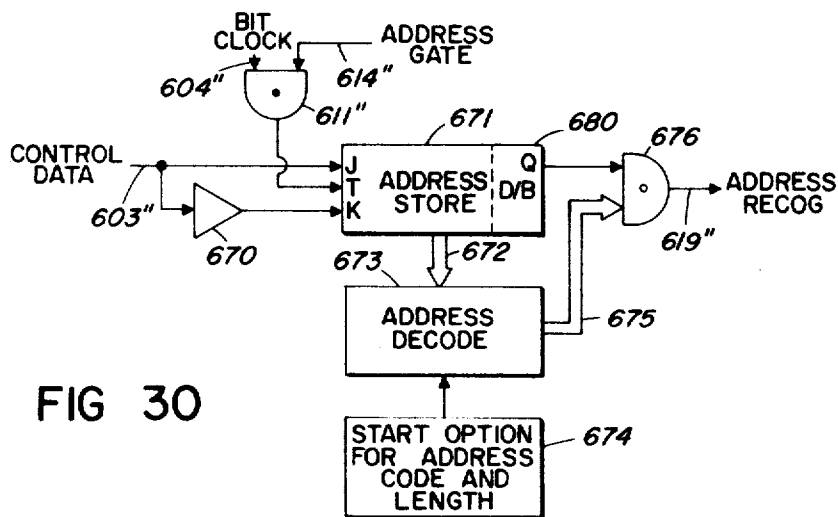 BIT
CLOCK
ADDRESS
GATE
604"
614"
611"
671
680
676
CONTROL
DATA
J
T
K
ADDRESS
STORE
Q
D/B
ADDRESS
RECOG
603"
670
672
619"
673
ADDRESS
DECODE
675
FIG 30
START OPTION
FOR ADDRESS
CODE AND
LENGTH
674